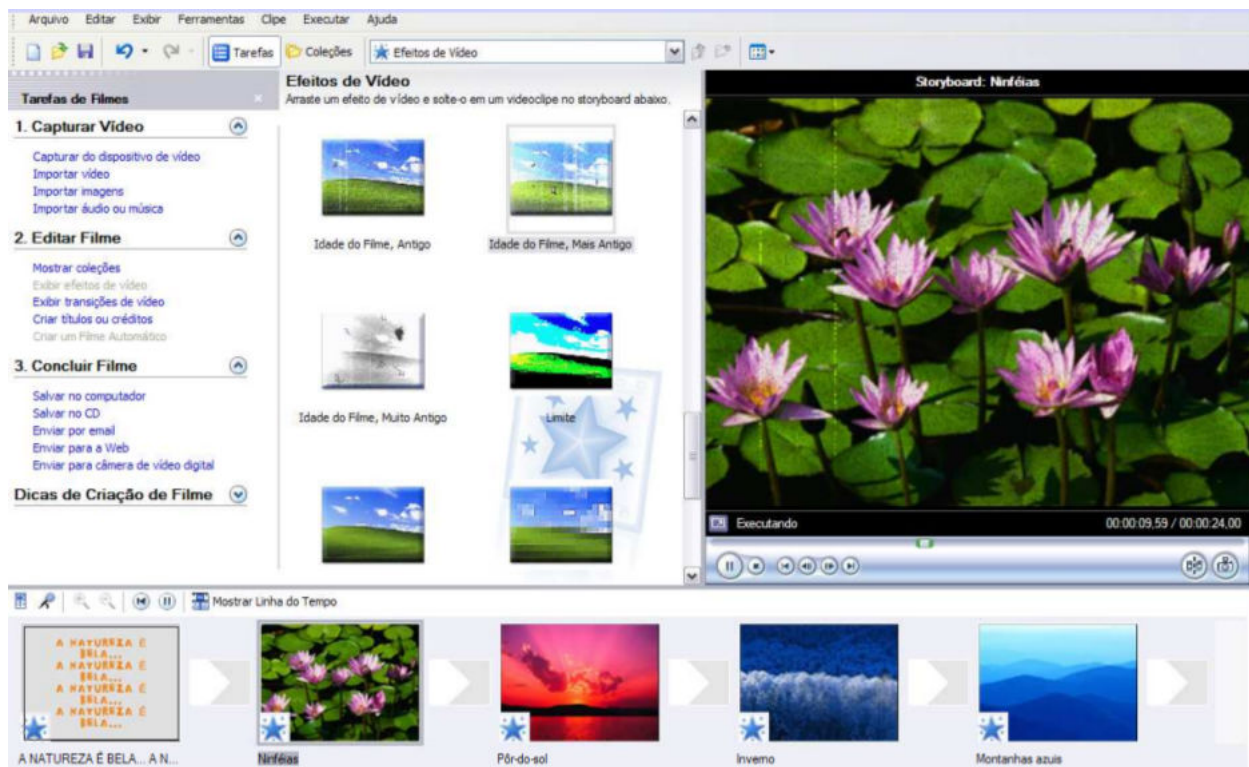 Arquivo Editar Exibir Ferramentas Clipe Executar Ajuda
Tarefas Coleções Efeitos de Vídeo
Tarefas de Filmes
1. Capturar Vídeo
Capturar do dispositivo de vídeo
Importar vídeo
Importar imagens
Importar áudio ou música
2. Editar Filme
Mostrar coleções
Exibir efeitos de vídeo
Exibir transições de vídeo
Criar títulos ou créditos
Criar um Filme Automático
3. Concluir Filme
Salvar no computador
Salvar no CD
Enviar por email
Enviar para a Web
Enviar para câmera de vídeo digital
Dicas de Criação de Filme
Efeitos de Vídeo
Arraste um efeito de vídeo e solte-o em um videoclipe no storyboard abaixo.
Idade do Filme, Antigo
Idade do Filme, Mais Antigo
Idade do Filme, Muito Antigo
Limite
Storyboard: Ninféias
Executando 00:00:09,59 / 00:00:24,00
Mostrar Linha do Tempo
A NATUREZA É
BELA...
A NATUREZA É
BELA...
A NATUREZA É
BELA...
A NATUREZA É
BELA...
A NATUREZA É BELA... A N...
Ninféias
Pôr-do-sol
Inverno
Montanhas azuis